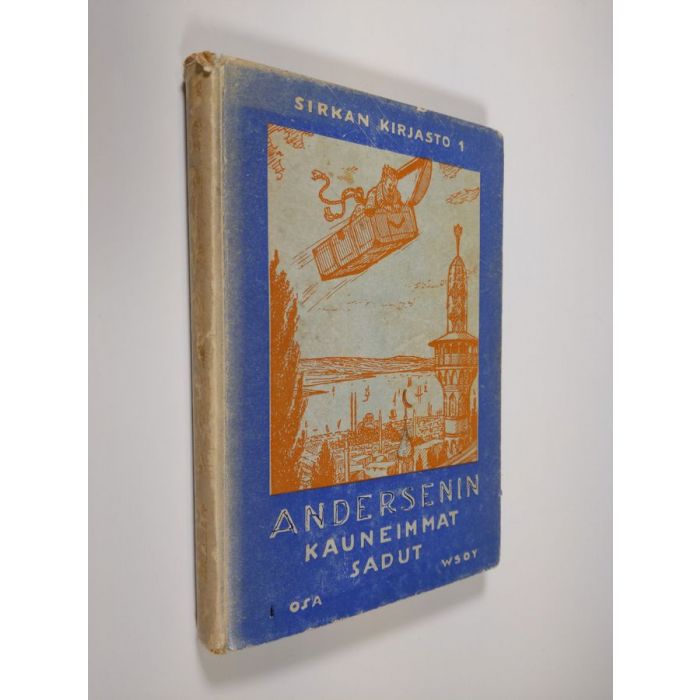 SIRKAN KIRJASTO 1
ANDERSENIN
KAUNEIMMAT
SADUT
WSOY
I OSA